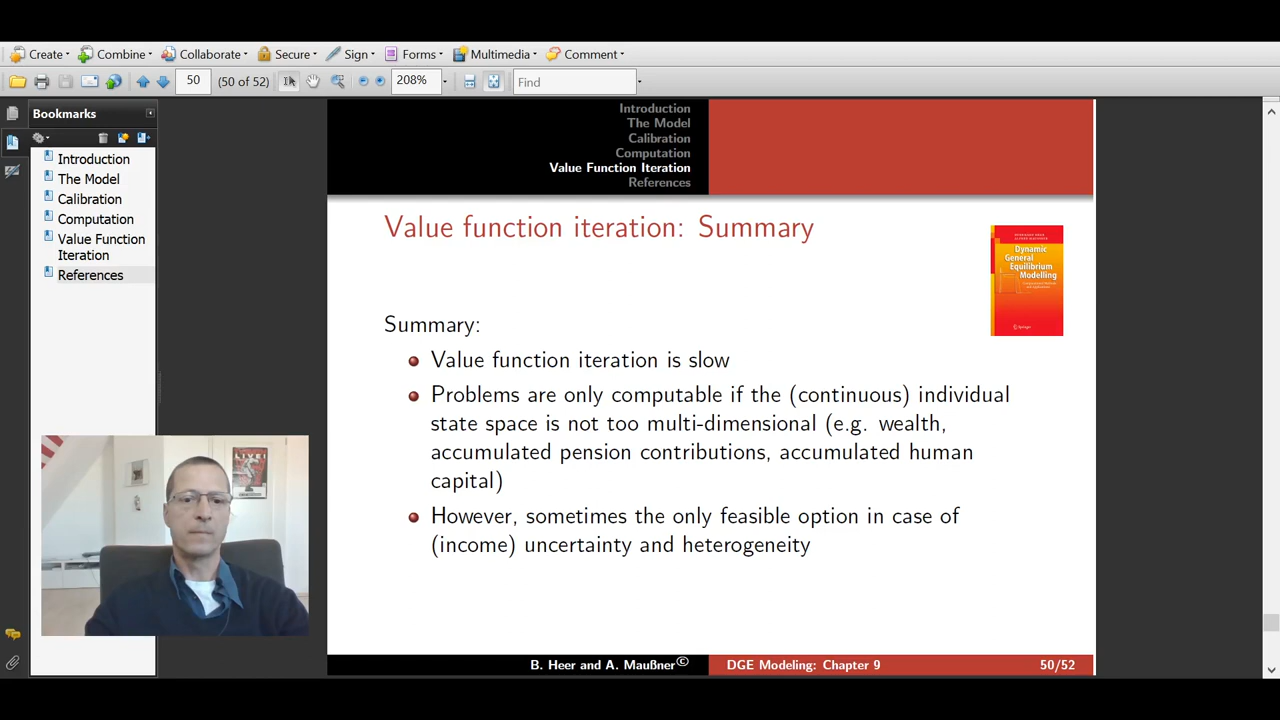 Create
Combine
Collaborate
Secure
Sign
Forms
Multimedia
Comment
50
(50 of 52)
208%
Find
Bookmarks
Introduction
The Model
Calibration
Computation
Value Function
Iteration
References
Introduction
The Model
Calibration
Computation
Value Function Iteration
References
Value function iteration: Summary
Dynamic
General
Equilibrium
Modelling
Springer
Summary:
Value function iteration is slow
Problems are only computable if the (continuous) individual
state space is not too multi-dimensional (e.g. wealth,
accumulated pension contributions, accumulated human
capital)
However, sometimes the only feasible option in case of
(income) uncertainty and heterogeneity
B. Heer and A. Maußner©
DGE Modeling: Chapter 9
50/52